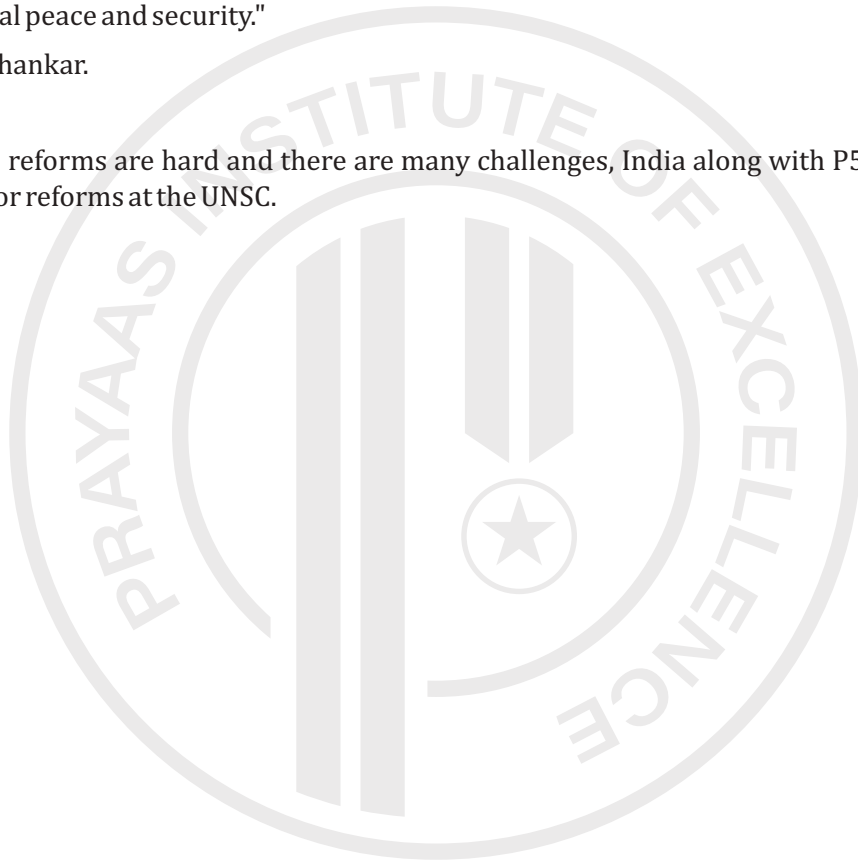 al peace and security."
hankar.
reforms are hard and there are many challenges, India along with P5
or reforms at the UNSC.
PRAYAAS INSTITUTE OF EXCELLENCE